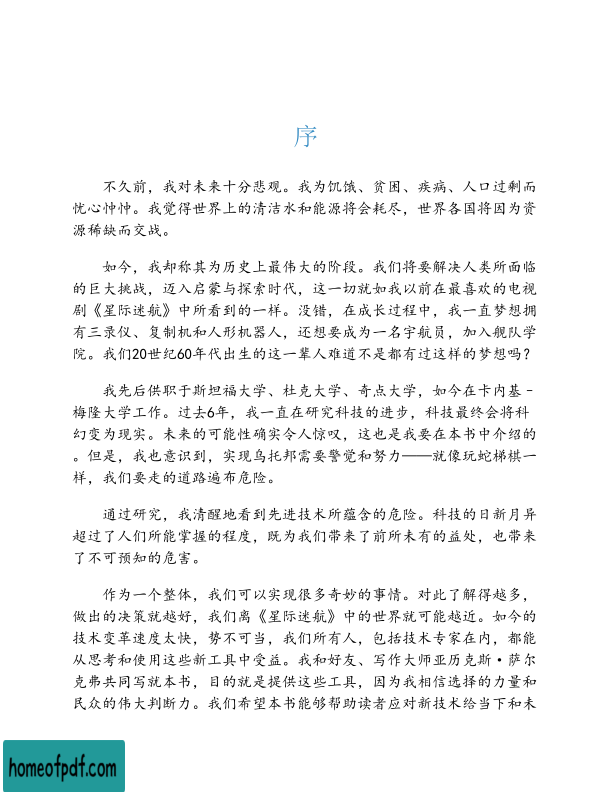 序
不久前，我对未来十分悲观。我为饥饿、贫困、疾病、人口过剩而
忧心忡忡。我觉得世界上的清洁水和能源将会耗尽，世界各国将因为资
源稀缺而交战。
如今，我却称其为历史上最伟大的阶段。我们将要解决人类所面临
的巨大挑战，迈入启蒙与探索时代，这一切就如我以前在最喜欢的电视
剧《星际迷航》中所看到的一样。没错，在成长过程中，我一直梦想拥
有三录仪、复制机和人形机器人，还想要成为一名宇航员，加入舰队学
院。我们20世纪60年代出生的这一辈人难道不是都有过这样的梦想吗？
我先后供职于斯坦福大学、杜克大学、奇点大学，如今在卡内基–
梅隆大学工作。过去6年，我一直在研究科技的进步，科技最终会将科
幻变为现实。未来的可能性确实令人惊叹，这也是我要在本书中介绍的
。但是，我也意识到，实现乌托邦需要警觉和努力——就像玩蛇梯棋一
样，我们要走的道路遍布危险。
通过研究，我清醒地看到先进技术所蕴含的危险。科技的日新月异
超过了人们所能掌握的程度，既为我们带来了前所未有的益处，也带来
了不可预知的危害。
作为一个整体，我们可以实现很多奇妙的事情。对此了解得越多，
做出的决策就越好，我们离《星际迷航》中的世界就可能越近。如今的
技术变革速度太快，势不可当，我们所有人，包括技术专家在内，都能
从思考和使用这些新工具中受益。我和好友、写作大师亚历克斯·萨尔
克弗共同写就本书，目的就是提供这些工具，因为我相信选择的力量和
民众的伟大判断力。我们希望本书能够帮助读者应对新技术给当下和未
homeofpdf.com